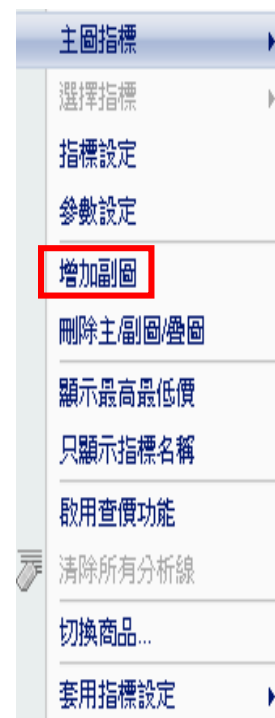 主圖指標
選擇指標
指標設定
參數設定
增加副圖
刪除主/副圖/疊圖
顯示最高最低價
只顯示指標名稱
啟用查價功能
清除所有分析線
切換商品...
套用指標設定